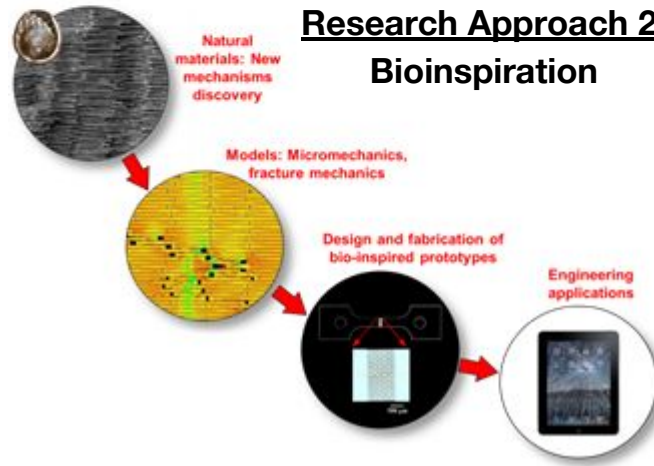 Research Approach 2
Bioinspiration
Natural
materials: New
mechanisms
discovery
Models: Micromechanics,
fracture mechanics
Design and fabrication of
bio-inspired prototypes
Engineering
applications